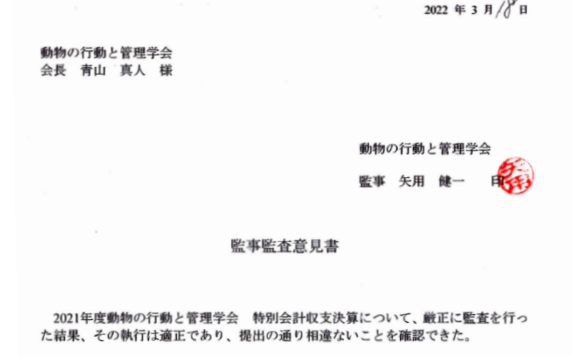 2022 年 3 月 18 日
動物の行動と管理学会
会長 青山 真人 様
動物の行動と管理学会
監事 矢用 健一 印
矢用
監事監査意見書
2021年度動物の行動と管理学会 特別会計収支決算について、厳正に監査を行っ
た結果、その執行は適正であり、提出の通り相違ないことを確認できた。